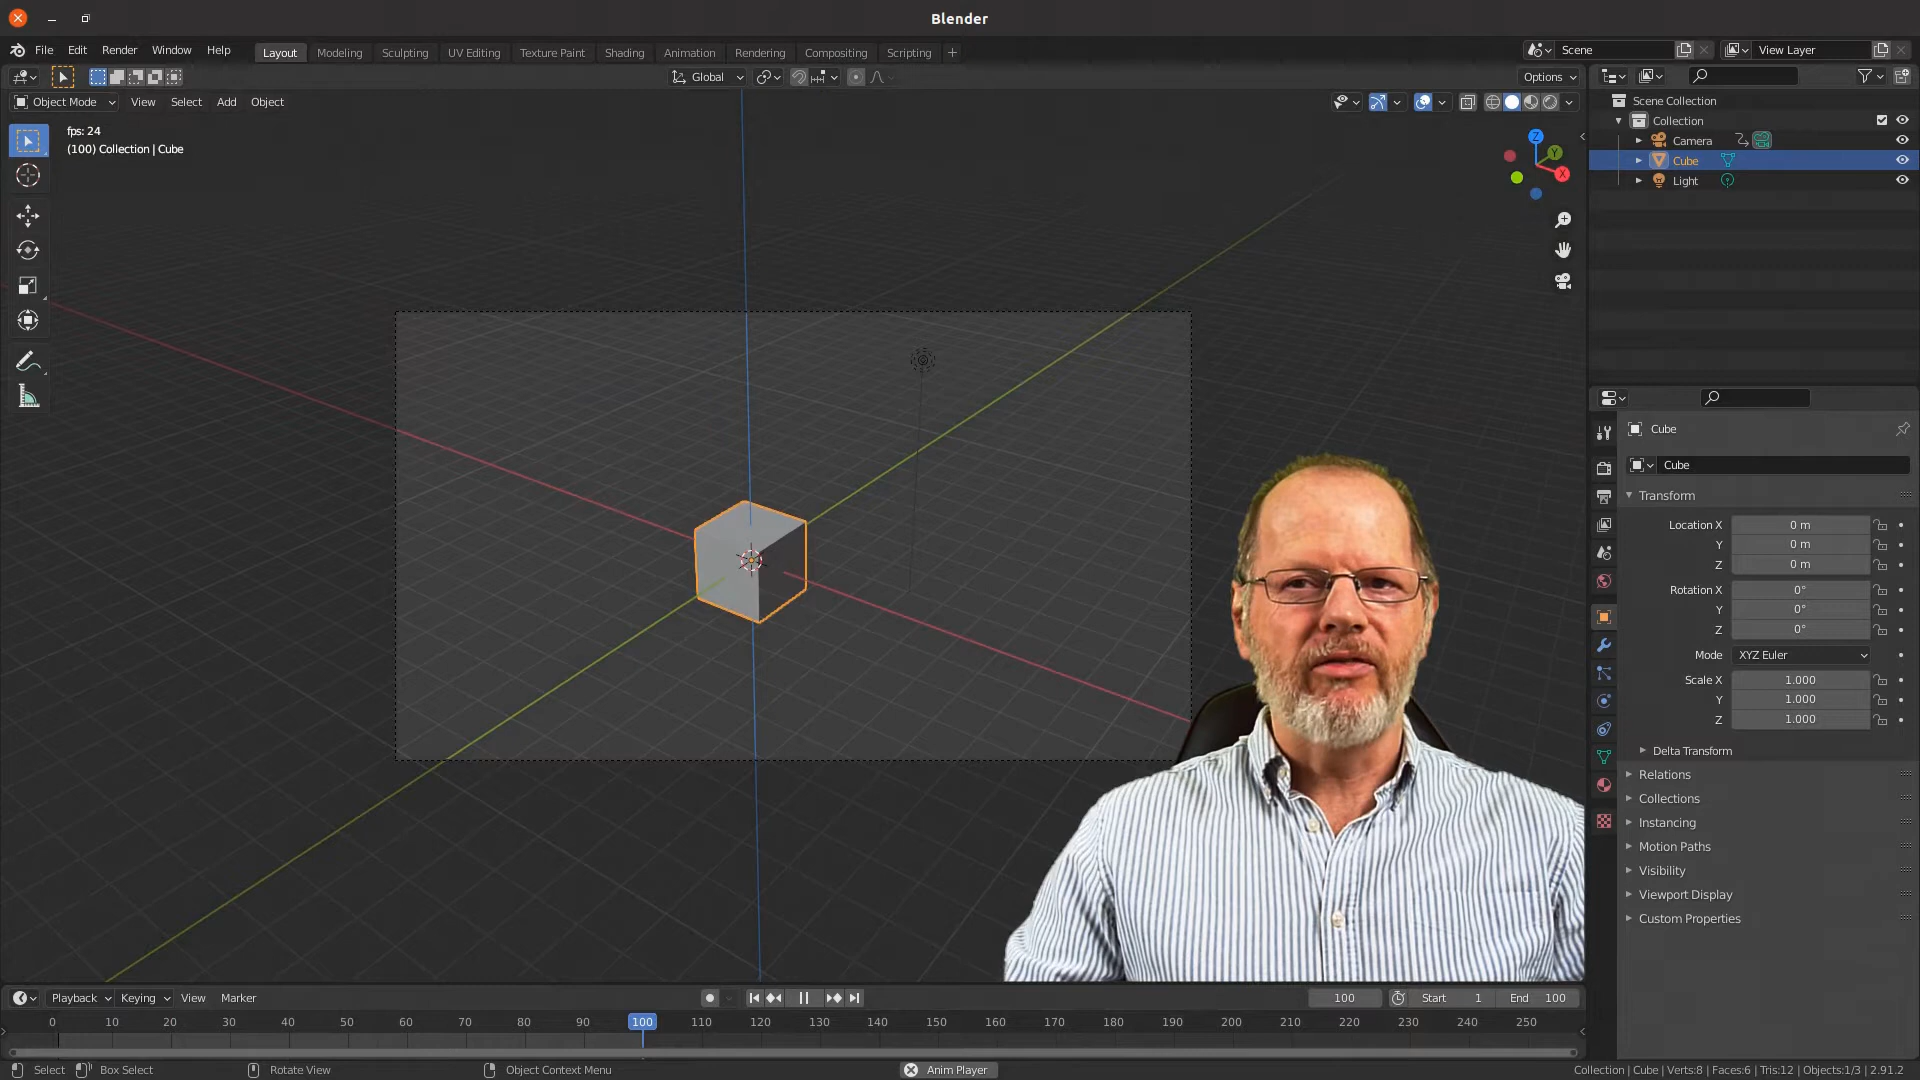 Blender
File Edit Render Window Help Layout Modeling Sculpting UV Editing Texture Paint Shading Animation Rendering Compositing Scripting + Scene View Layer
Global Options
Object Mode View Select Add Object
fps: 24
(100) Collection | Cube
Z
Y
X
Scene Collection
Collection
Camera
Cube
Light
Cube
Cube
Transform
Location X 0 m
Y 0 m
Z 0 m
Rotation X 0°
Y 0°
Z 0°
Mode XYZ Euler
Scale X 1.000
Y 1.000
Z 1.000
Delta Transform
Relations
Collections
Instancing
Motion Paths
Visibility
Viewport Display
Custom Properties
Playback Keying View Marker 100 Start 1 End 100
0 10 20 30 40 50 60 70 80 90 100 110 120 130 140 150 160 170 180 190 200 210 220 230 240 250
Select Box Select Rotate View Object Context Menu Anim Player Collection | Cube | Verts:8 | Faces:6 | Tris:12 | Objects:1/3 | 2.91.2